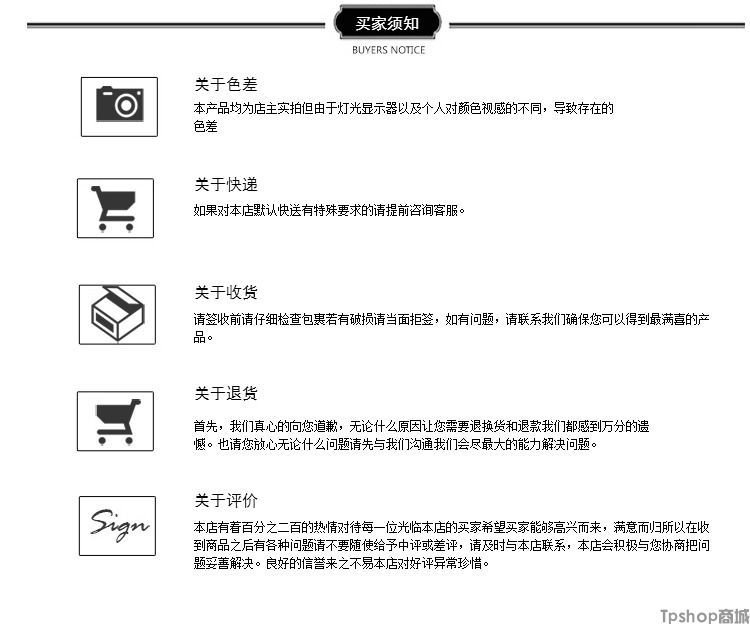 买家须知
BUYERS NOTICE
关于色差
本产品均为店主实拍但由于灯光显示器以及个人对颜色视感的不同，导致存在的
色差
关于快递
如果对本店默认快送有特殊要求的请提前咨询客服。
关于收货
请签收前请仔细检查包裹若有破损请当面拒签，如有问题，请联系我们确保您可以得到最满喜的产
品。
关于退货
首先，我们真心的向您道歉，无论什么原因让您需要退换货和退款我们都感到万分的遗
憾。也请您放心无论什么问题请先与我们沟通我们会尽最大的能力解决问题。
Sign
关于评价
本店有着百分之二百的热情对待每一位光临本店的买家希望买家能够高兴而来，满意而归所以在收
到商品之后有各种问题请不要随使给予中评或差评，请及时与本店联系，本店会积极与您协商把问
题妥善解决。良好的信誉来之不易本店对好评异常珍惜。
Tpshop商城